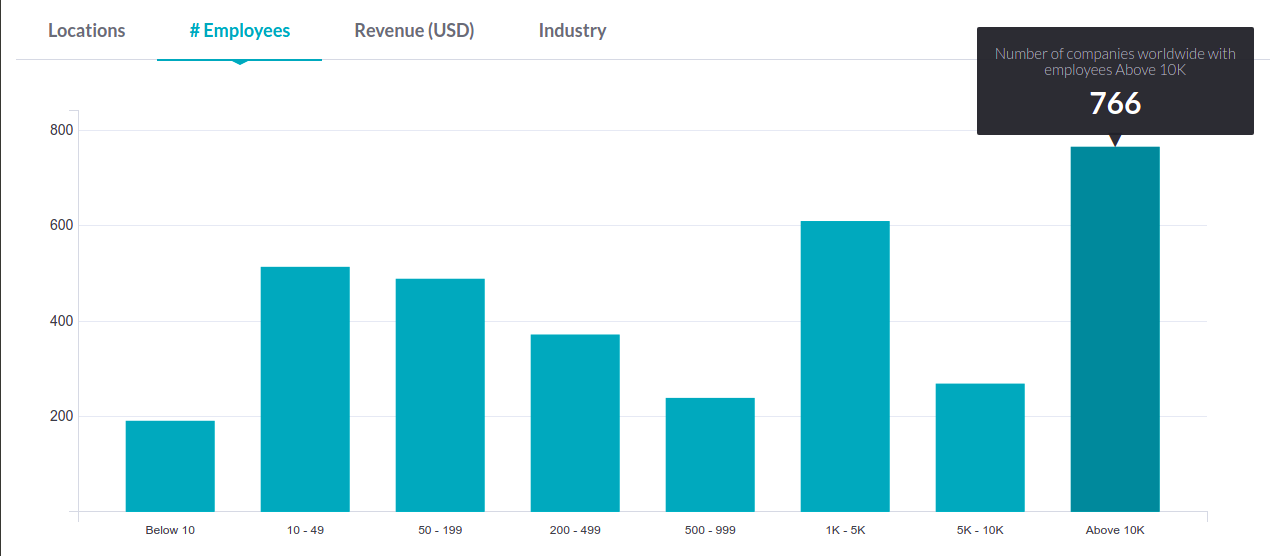 Locations # Employees Revenue (USD) Industry
Number of companies worldwide with
employees Above 10K
766
800
600
400
200
Below 10 10 - 49 50 - 199 200 - 499 500 - 999 1K - 5K 5K - 10K Above 10K